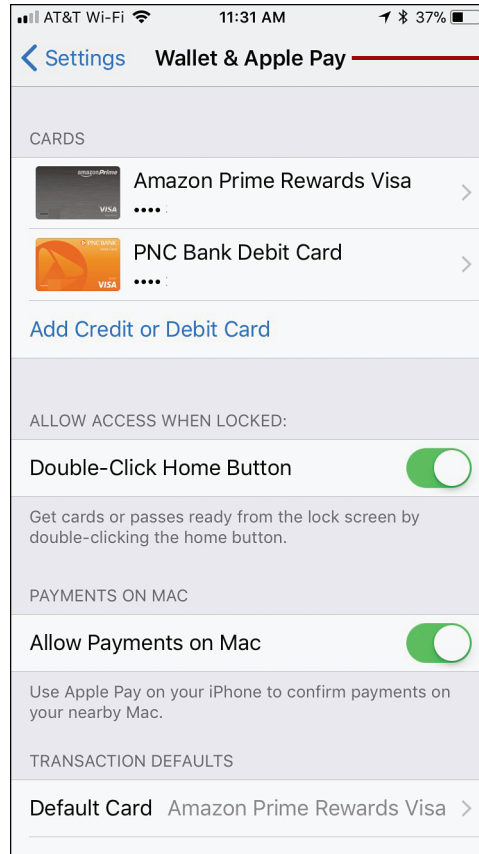 AT&T Wi-Fi 11:31 AM 37%
Settings Wallet & Apple Pay
CARDS
amazonPrime
VISA
Amazon Prime Rewards Visa
••••
PNC BANK
VISA
PNC Bank Debit Card
••••
Add Credit or Debit Card
ALLOW ACCESS WHEN LOCKED:
Double-Click Home Button
Get cards or passes ready from the lock screen by
double-clicking the home button.
PAYMENTS ON MAC
Allow Payments on Mac
Use Apple Pay on your iPhone to confirm payments on
your nearby Mac.
TRANSACTION DEFAULTS
Default Card Amazon Prime Rewards Visa